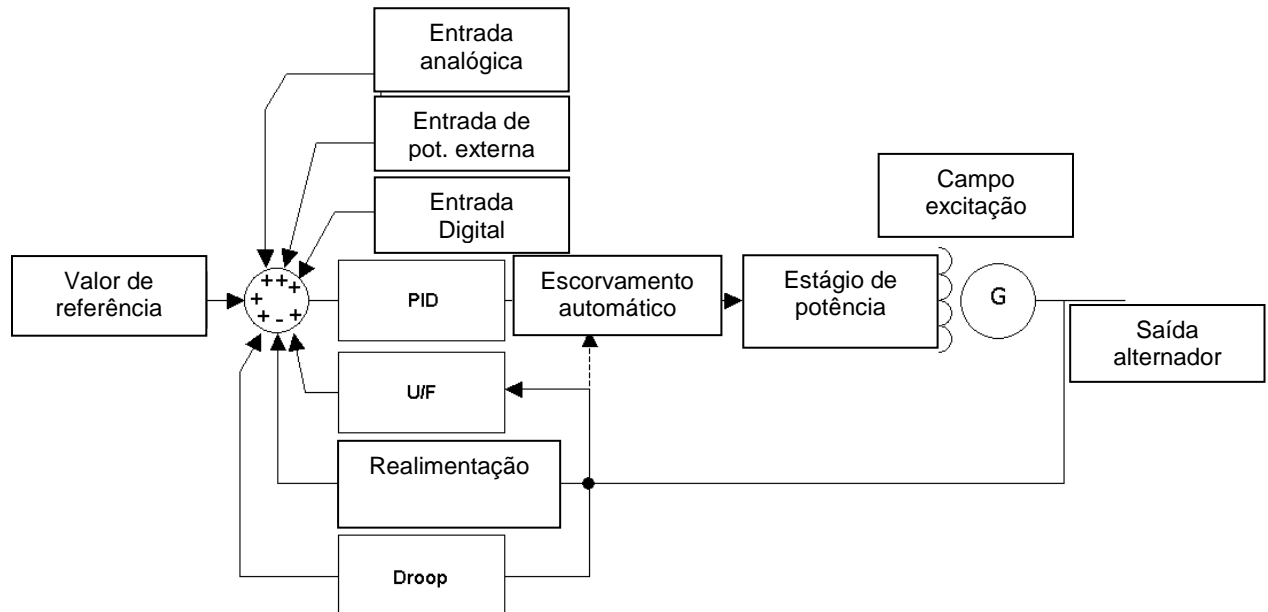 Entrada
analógica
Entrada de
pot. externa
Entrada
Digital
Campo
excitação
Valor de
referência
+
+
+
+
+
+
-
+
PID
Escorvamento
automático
Estágio de
potência
G
Saída
alternador
U/F
Realimentação
Droop